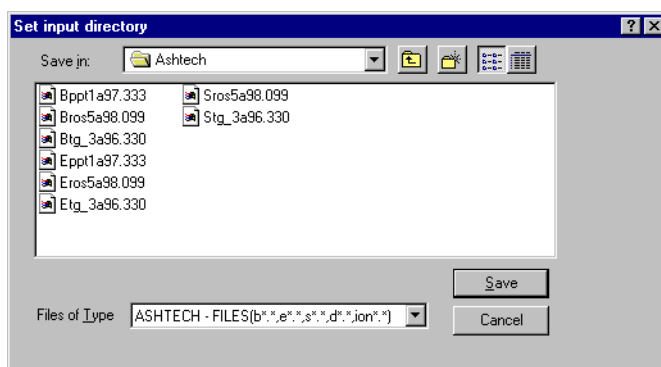 Set input directory
Save in: Ashtech
Bppt1a97.333 Sros5a98.099
Bros5a98.099 Stg_3a96.330
Btg_3a96.330
Eppt1a97.333
Eros5a98.099
Etg_3a96.330
Save
Files of Type ASHTECH - FILES(b*.*,e*.*,s*.*,d*.*,ion*.*)
Cancel